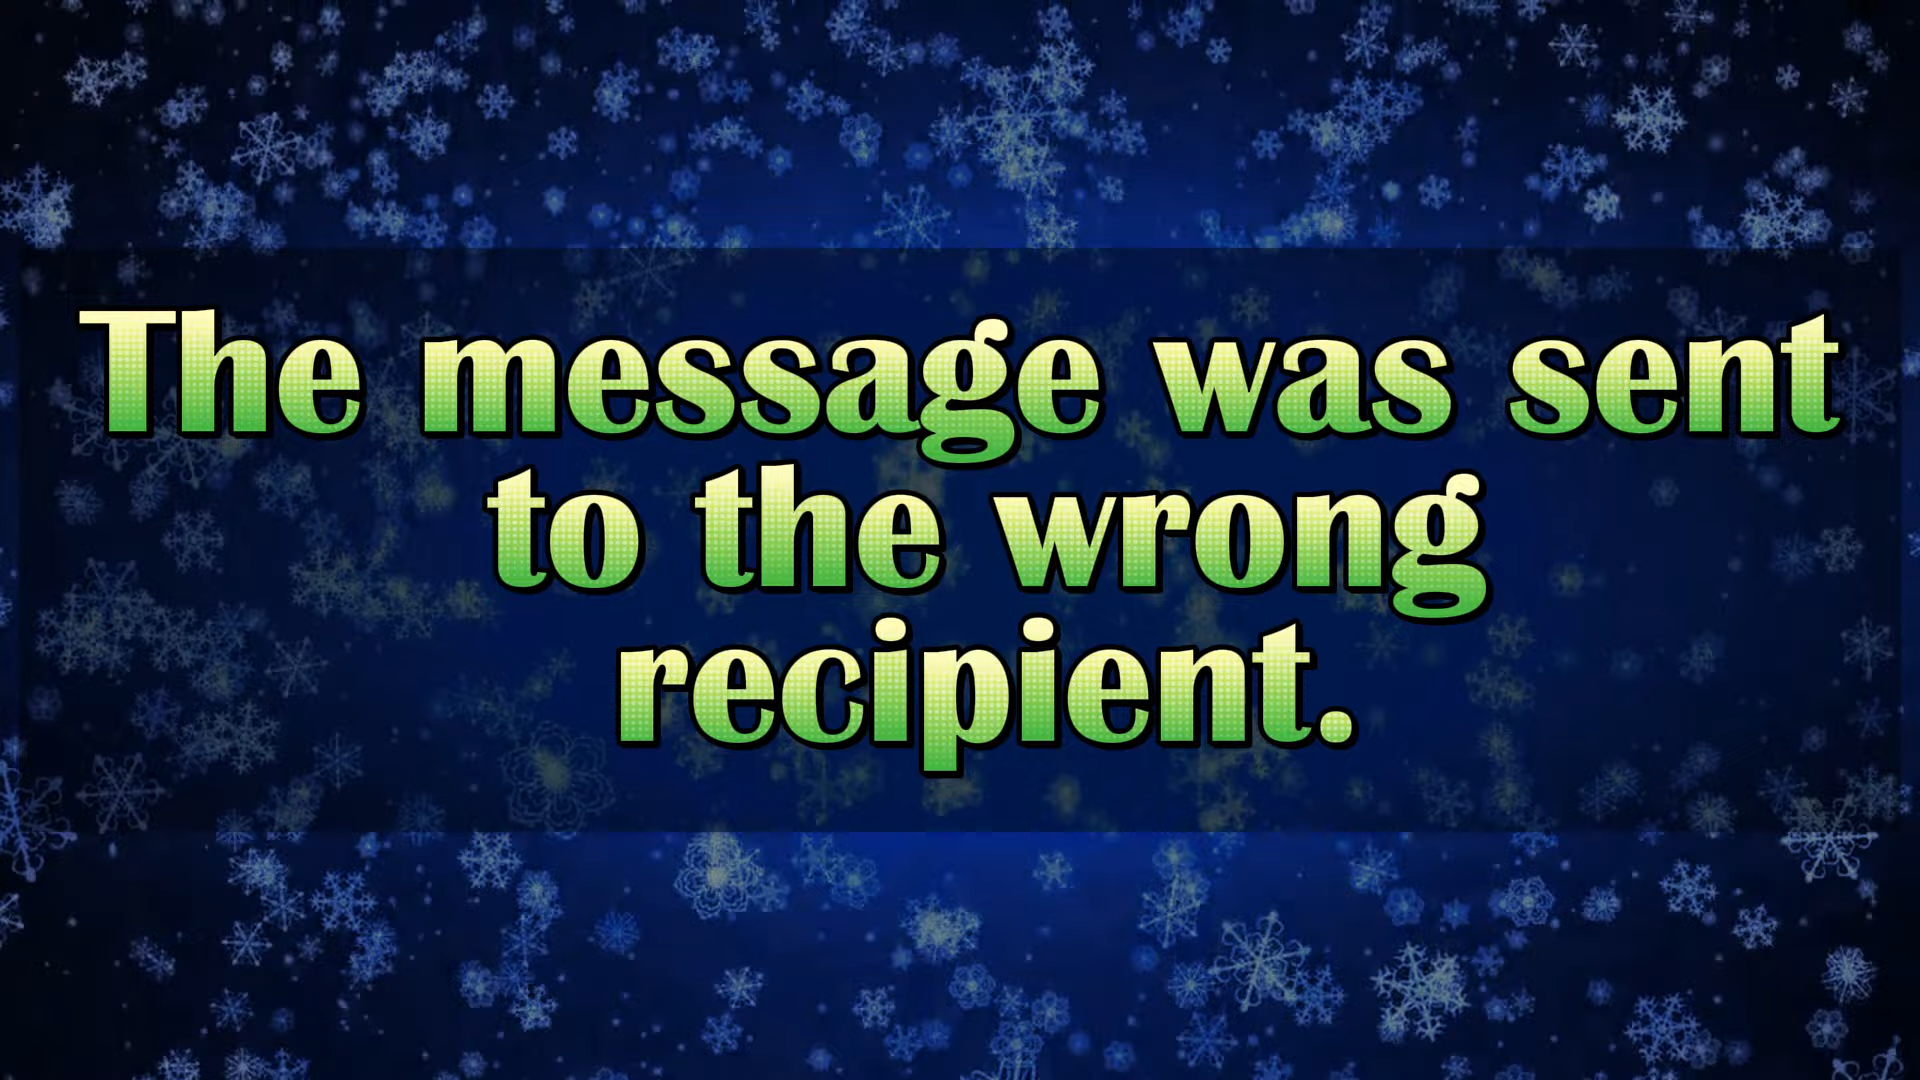 The message was sent
to the wrong
recipient.